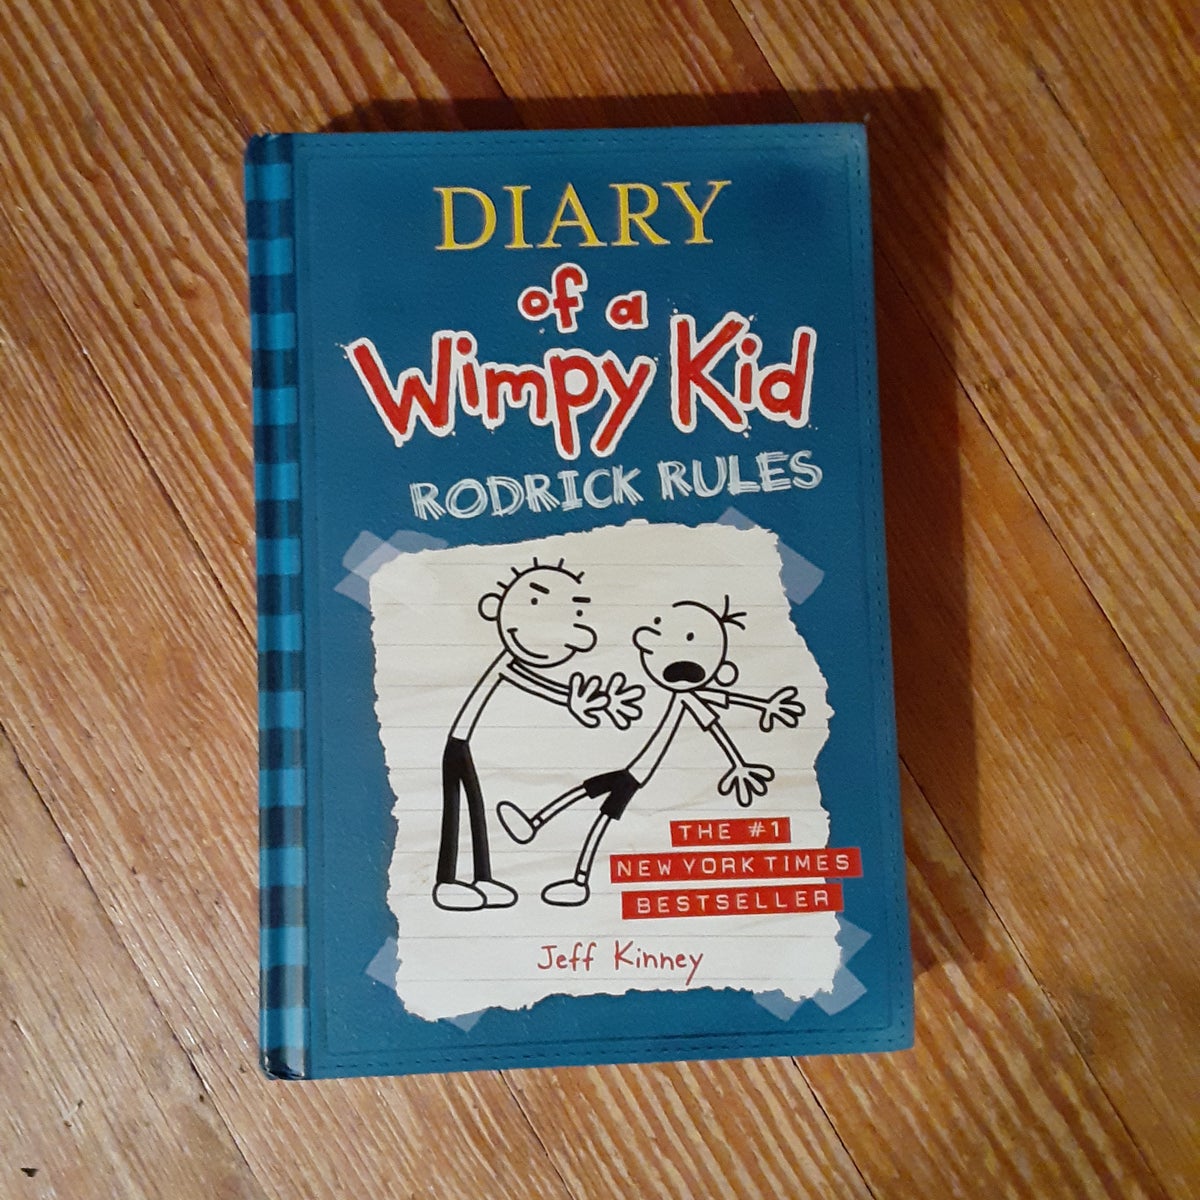 DIARY
of a
Wimpy Kid
RODRICK RULES
THE #1
NEW YORK TIMES
BESTSELLER
Jeff Kinney